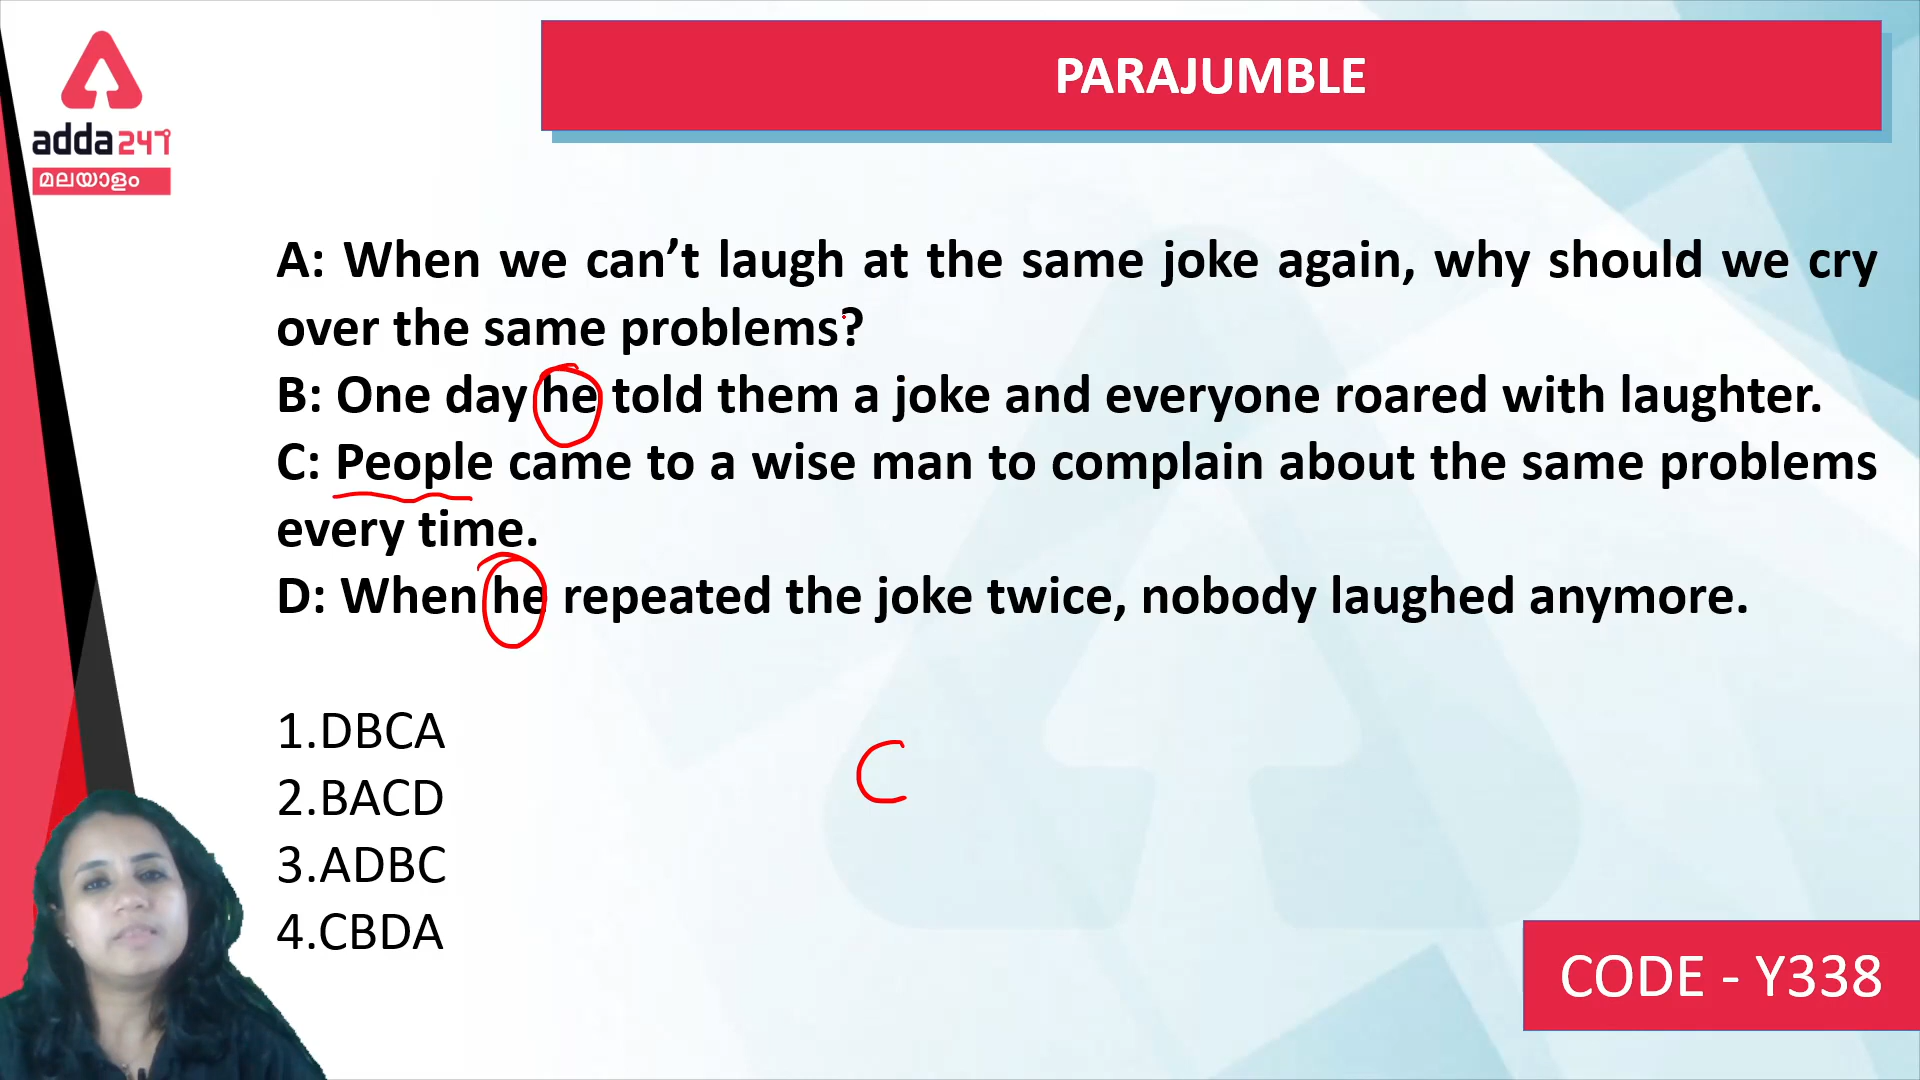 PARAJUMBLE
adda247
മലയാളം
A: When we can’t laugh at the same joke again, why should we cry
over the same problems?
B: One day he told them a joke and everyone roared with laughter.
C: People came to a wise man to complain about the same problems
every time.
D: When he repeated the joke twice, nobody laughed anymore.
1.DBCA
C
2.BACD
3.ADBC
4.CBDA
CODE - Y338